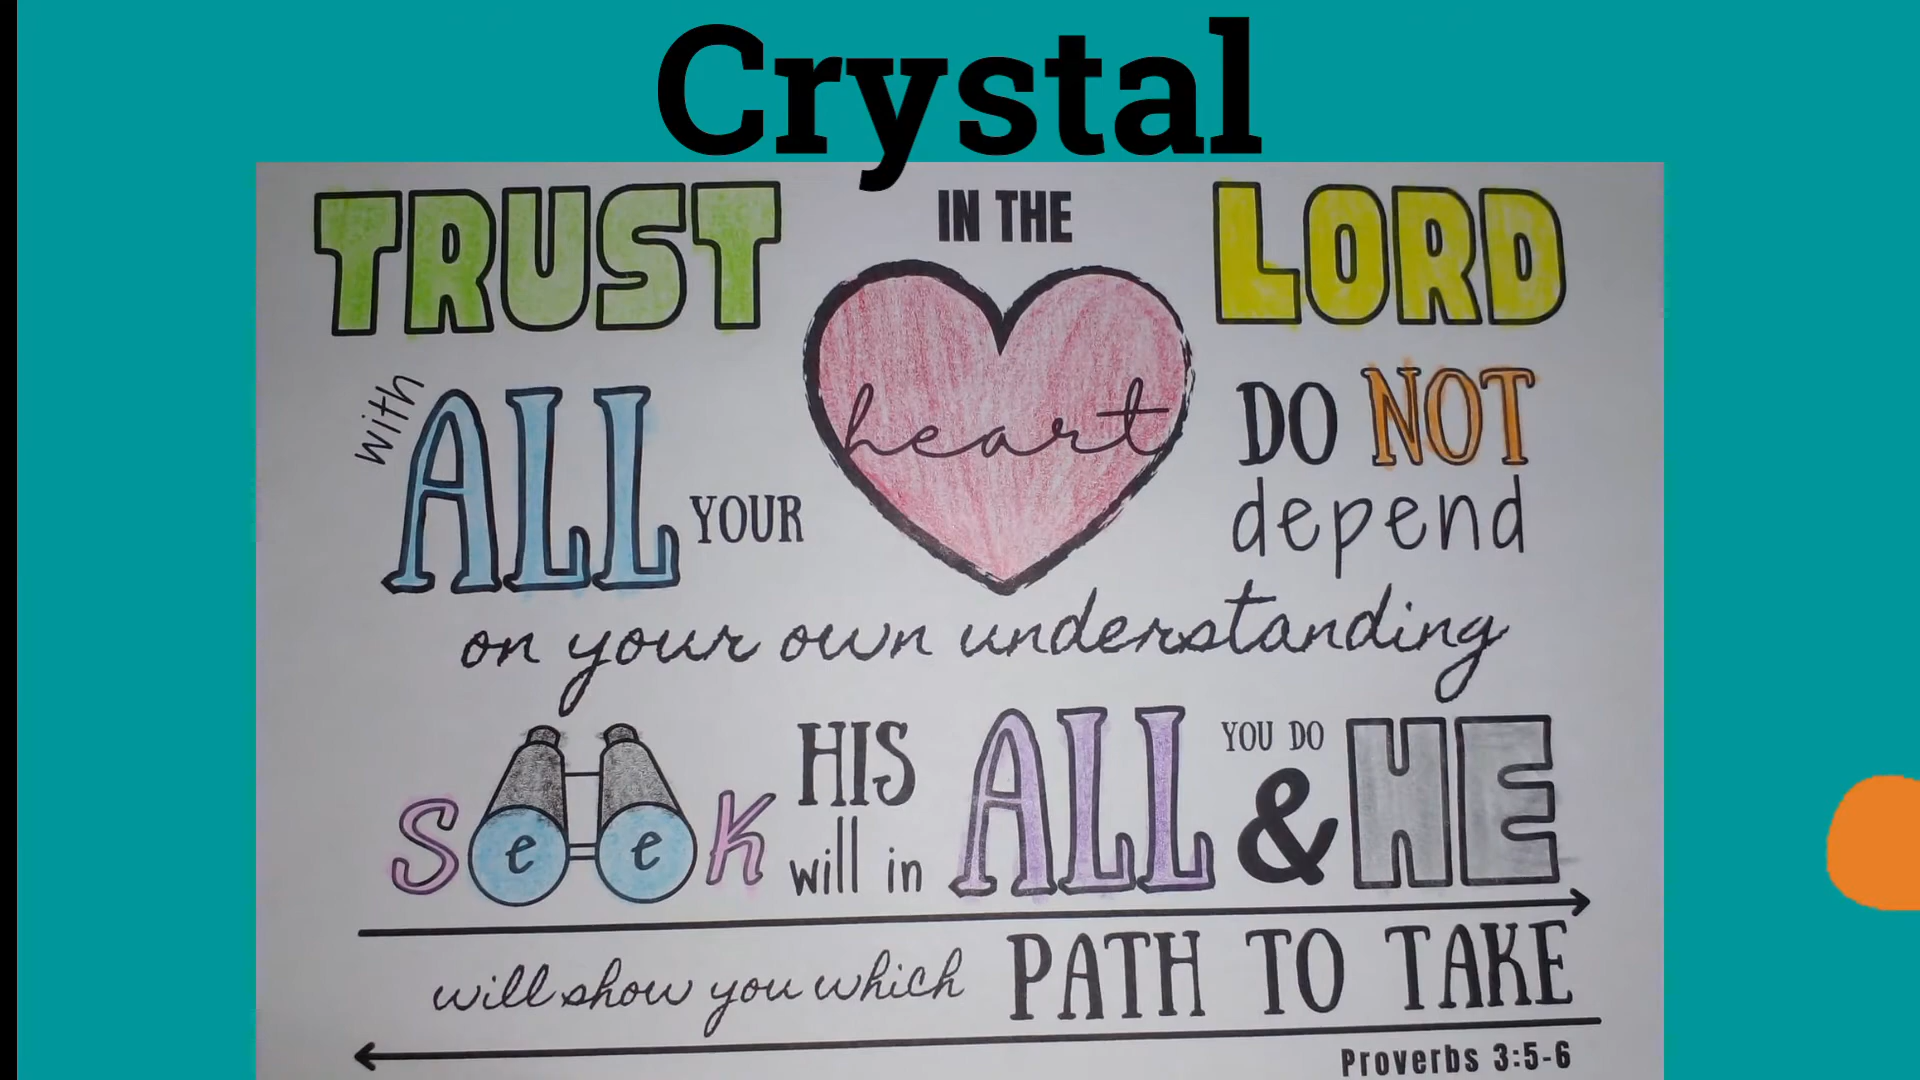 Crystal
TRUST IN THE LORD
with ALL YOUR heart DO NOT
depend
on your own understanding
seek HIS will in ALL YOU DO & HE
will show you which PATH TO TAKE
Proverbs 3:5-6